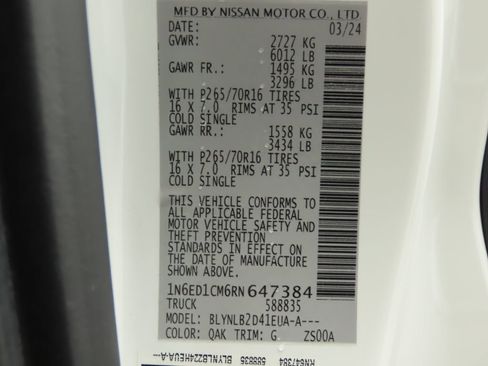 MFD BY NISSAN MOTOR CO., LTD.
DATE: 03/24
GVWR: 2727 KG
6012 LB
GAWR FR.: 1495 KG
3296 LB
WITH P265/70R16 TIRES
16 X 7.0 RIMS AT 35 PSI
COLD SINGLE
GAWR RR.: 1558 KG
3434 LB
WITH P265/70R16 TIRES
16 X 7.0 RIMS AT 35 PSI
COLD SINGLE
THIS VEHICLE CONFORMS TO
ALL APPLICABLE FEDERAL
MOTOR VEHICLE SAFETY AND
THEFT PREVENTION
STANDARDS IN EFFECT ON
THE DATE OF MANUFACTURE
SHOWN ABOVE.
1N6ED1CM6RN647384
TRUCK 588835
MODEL: BLYNLB2D41EUA-A---
COLOR: QAK TRIM: G ZS00A
RN647384 588835 BLYNLB2224HEUA-A---